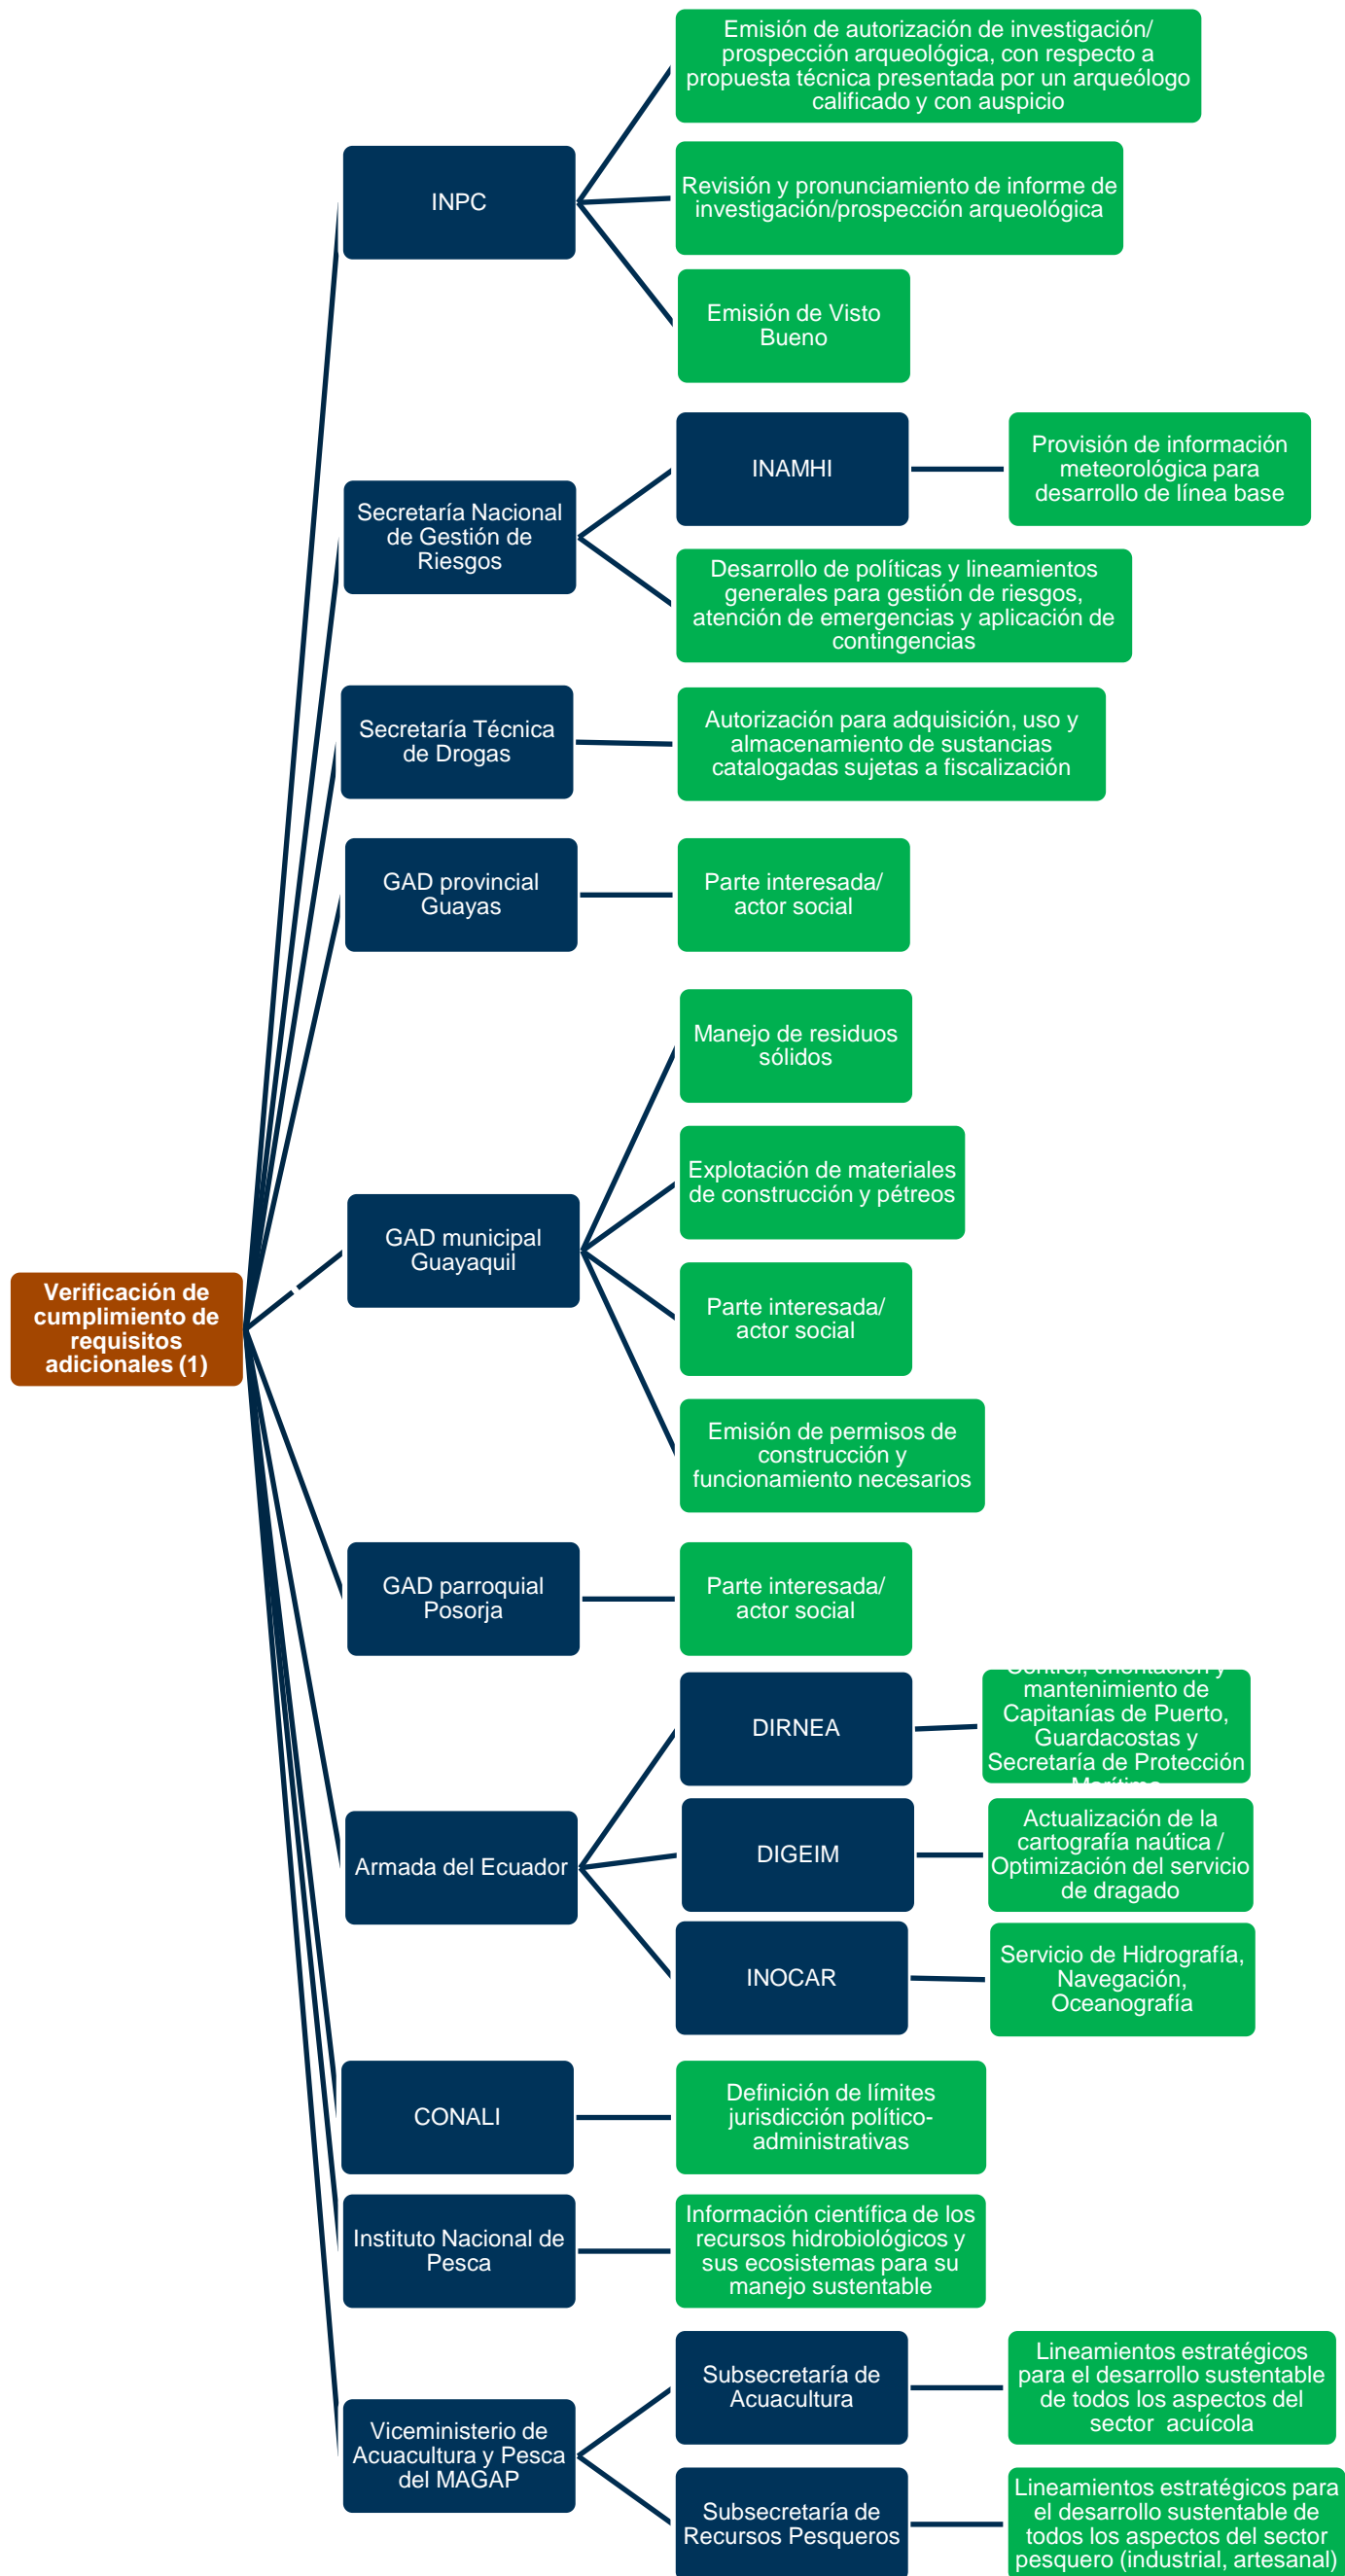 Emisión de autorización de investigación/
prospección arqueológica, con respecto a
propuesta técnica presentada por un arqueólogo
calificado y con auspicio
INPC
Revisión y pronunciamiento de informe de
investigación/prospección arqueológica
Emisión de Visto
Bueno
Secretaría Nacional
de Gestión de
Riesgos
INAMHI
Provisión de información
meteorológica para
desarrollo de línea base
Desarrollo de políticas y lineamientos
generales para gestión de riesgos,
atención de emergencias y aplicación de
contingencias
Secretaría Técnica
de Drogas
Autorización para adquisición, uso y
almacenamiento de sustancias
catalogadas sujetas a fiscalización
GAD provincial
Guayas
Parte interesada/
actor social
Manejo de residuos
sólidos
Explotación de materiales
de construcción y pétreos
GAD municipal
Guayaquil
Verificación de
cumplimiento de
requisitos
adicionales (1)
Parte interesada/
actor social
Emisión de permisos de
construcción y
funcionamiento necesarios
GAD parroquial
Posorja
Parte interesada/
actor social
DIRNEA
Control, orientación y
mantenimiento de
Capitanías de Puerto,
Guardacostas y
Secretaría de Protección
Marítima
Armada del Ecuador
DIGEIM
Actualización de la
cartografía naútica /
Optimización del servicio
de dragado
INOCAR
Servicio de Hidrografía,
Navegación,
Oceanografía
CONALI
Definición de límites
jurisdicción político-
administrativas
Instituto Nacional de
Pesca
Información científica de los
recursos hidrobiológicos y
sus ecosistemas para su
manejo sustentable
Viceministerio de
Acuacultura y Pesca
del MAGAP
Subsecretaría de
Acuacultura
Lineamientos estratégicos
para el desarrollo sustentable
de todos los aspectos del
sector  acuícola
Subsecretaría de
Recursos Pesqueros
Lineamientos estratégicos para
el desarrollo sustentable de
todos los aspectos del sector
pesquero (industrial, artesanal)